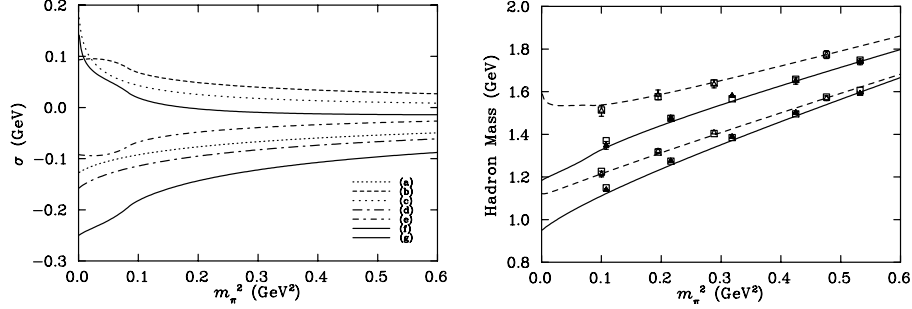 0.2
0.1
0.0
-0.1
-0.2
-0.3
σ (GeV)
(a)
(b)
(c)
(d)
(e)
(f)
(g)
0.0 0.1 0.2 0.3 0.4 0.5 0.6
m_π² (GeV²)
2.0
1.8
1.6
1.4
1.2
1.0
0.8
Hadron Mass (GeV)
0.0 0.1 0.2 0.3 0.4 0.5 0.6
m_π² (GeV²)